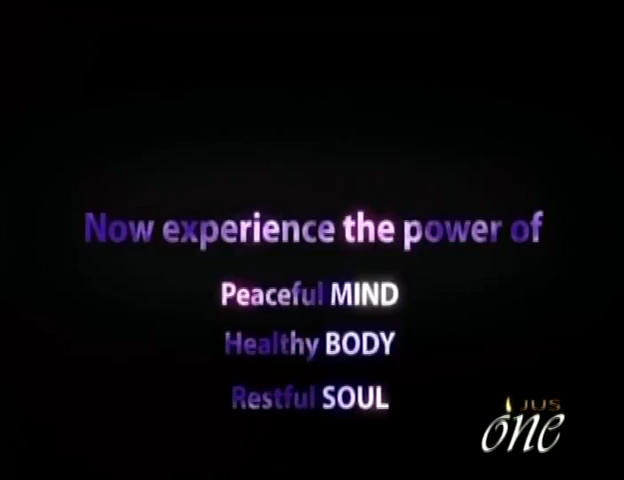 Now experience the power of
Peaceful MIND
Healthy BODY
Restful SOUL
JUS
one